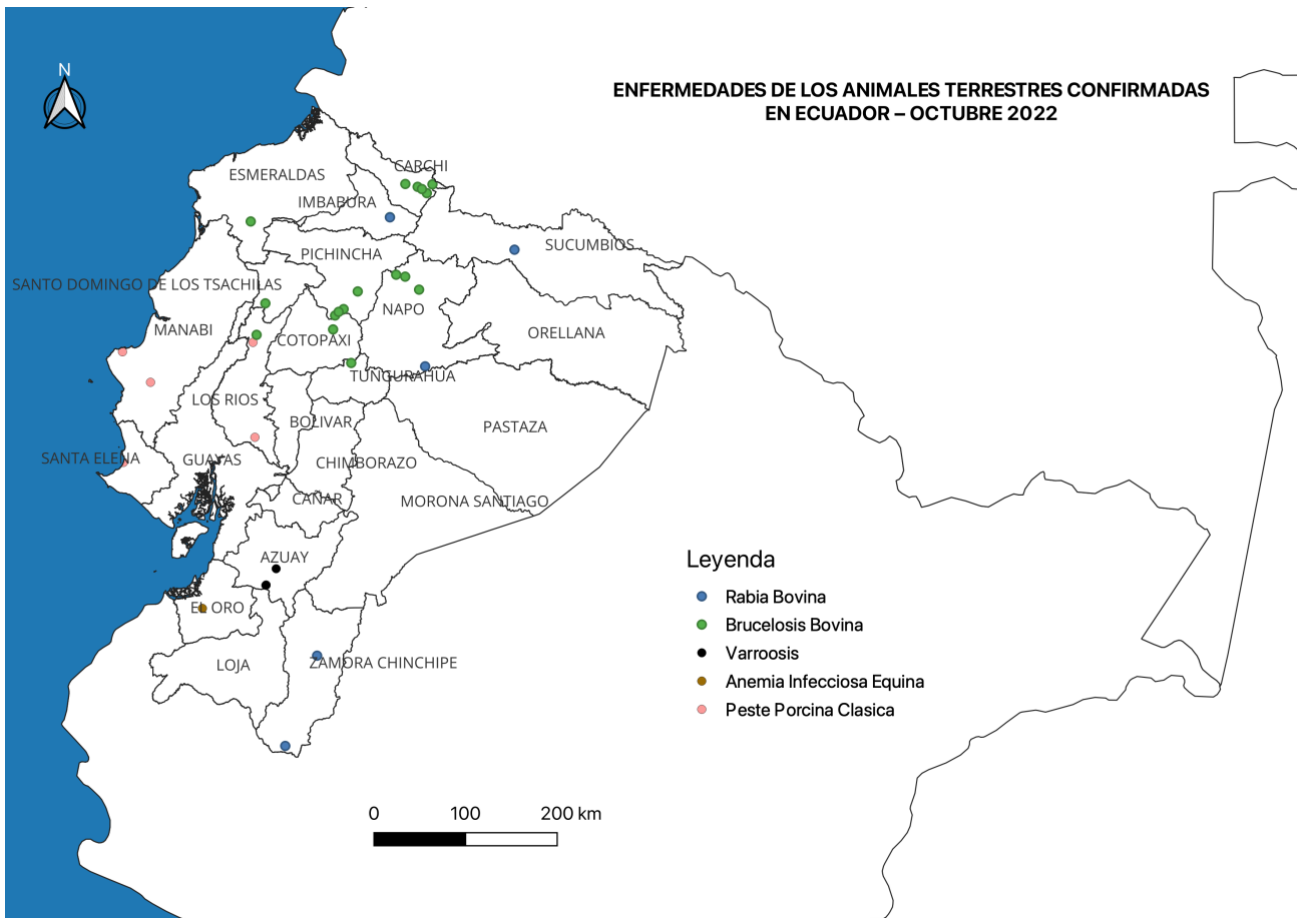 N
ENFERMEDADES DE LOS ANIMALES TERRESTRES CONFIRMADAS
EN ECUADOR – OCTUBRE 2022
CARCHI
ESMERALDAS
IMBABURA
SUCUMBIOS
PICHINCHA
SANTO DOMINGO DE LOS TSACHILAS
NAPO
MANABI
COTOPAXI
ORELLANA
TUNGURAHUA
LOS RIOS
BOLIVAR
PASTAZA
SANTA ELENA
GUAYAS
CHIMBORAZO
CAÑAR
MORONA SANTIAGO
AZUAY
EL ORO
LOJA
ZAMORA CHINCHIPE
Leyenda
Rabia Bovina
Brucelosis Bovina
Varroosis
Anemia Infecciosa Equina
Peste Porcina Clasica
0 100 200 km